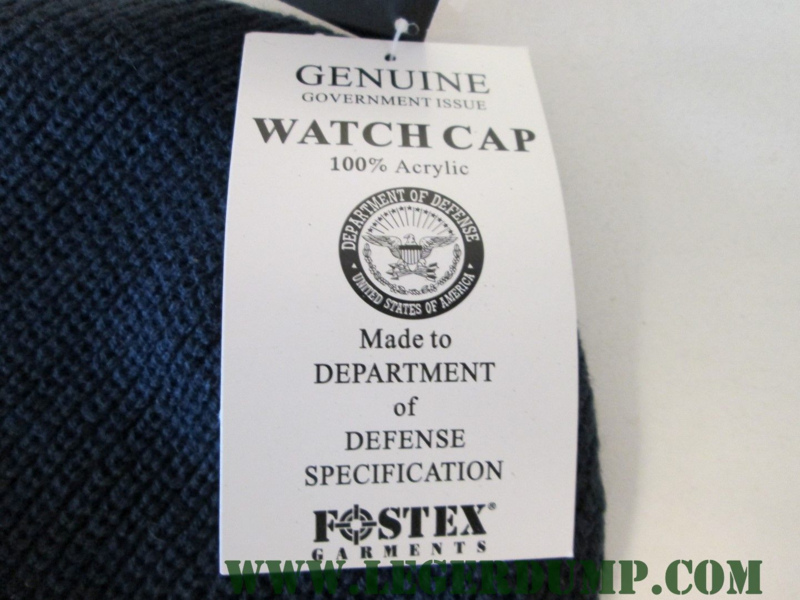 GENUINE
GOVERNMENT ISSUE
WATCH CAP
100% Acrylic
DEPARTMENT OF DEFENSE
UNITED STATES OF AMERICA
Made to
DEPARTMENT
of
DEFENSE
SPECIFICATION
FOSTEX®
GARMENTS
WWW.LEGERDUMP.COM